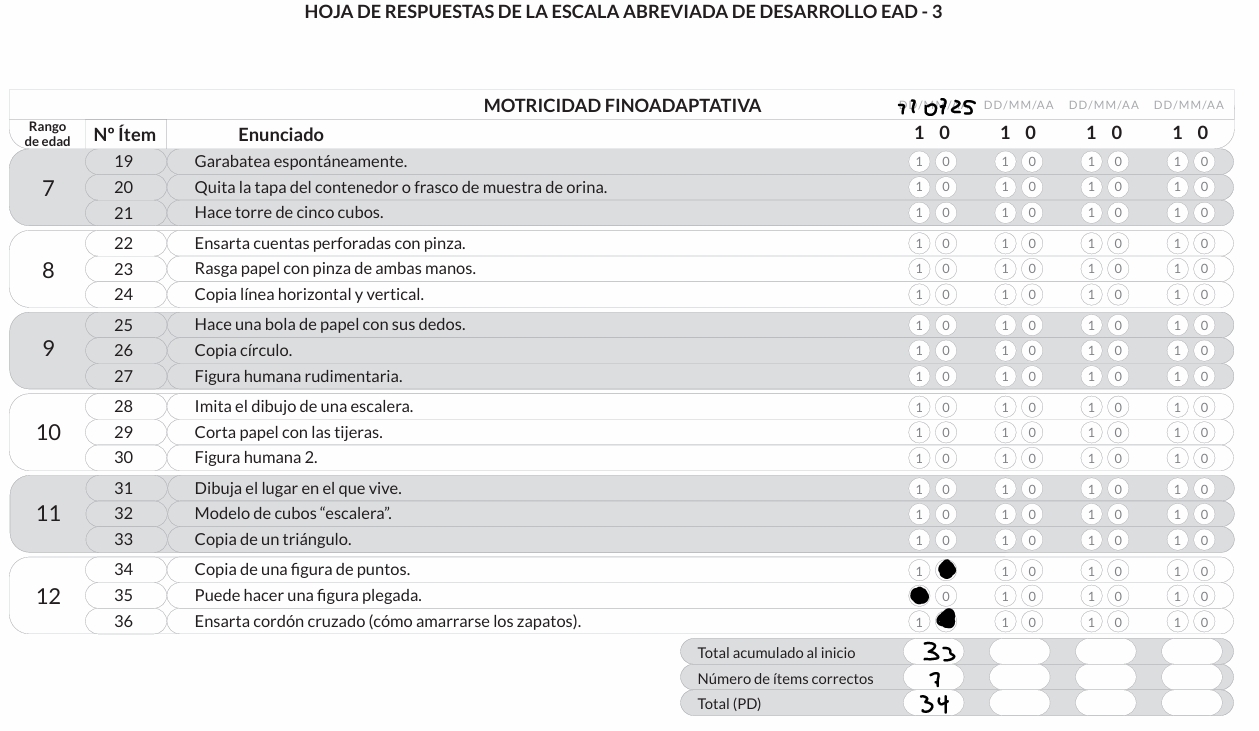 HOJA DE RESPUESTAS DE LA ESCALA ABREVIADA DE DESARROLLO EAD - 3
MOTRICIDAD FINOADAPTATIVA 110725 DD/MM/AA DD/MM/AA DD/MM/AA
Rango de edad Nº Ítem Enunciado 1 0 1 0 1 0 1 0
7
19 Garabatea espontáneamente. 1 0 1 0 1 0 1 0
20 Quita la tapa del contenedor o frasco de muestra de orina. 1 0 1 0 1 0 1 0
21 Hace torre de cinco cubos. 1 0 1 0 1 0 1 0
8
22 Ensarta cuentas perforadas con pinza. 1 0 1 0 1 0 1 0
23 Rasga papel con pinza de ambas manos. 1 0 1 0 1 0 1 0
24 Copia línea horizontal y vertical. 1 0 1 0 1 0 1 0
9
25 Hace una bola de papel con sus dedos. 1 0 1 0 1 0 1 0
26 Copia círculo. 1 0 1 0 1 0 1 0
27 Figura humana rudimentaria. 1 0 1 0 1 0 1 0
10
28 Imita el dibujo de una escalera. 1 0 1 0 1 0 1 0
29 Corta papel con las tijeras. 1 0 1 0 1 0 1 0
30 Figura humana 2. 1 0 1 0 1 0 1 0
11
31 Dibuja el lugar en el que vive. 1 0 1 0 1 0 1 0
32 Modelo de cubos “escalera”. 1 0 1 0 1 0 1 0
33 Copia de un triángulo. 1 0 1 0 1 0 1 0
12
34 Copia de una figura de puntos. 1 1 0 1 0 1 0
35 Puede hacer una figura plegada. 0 1 0 1 0 1 0
36 Ensarta cordón cruzado (cómo amarrarse los zapatos). 1 1 0 1 0 1 0
Total acumulado al inicio 33
Número de ítems correctos 1
Total (PD) 34